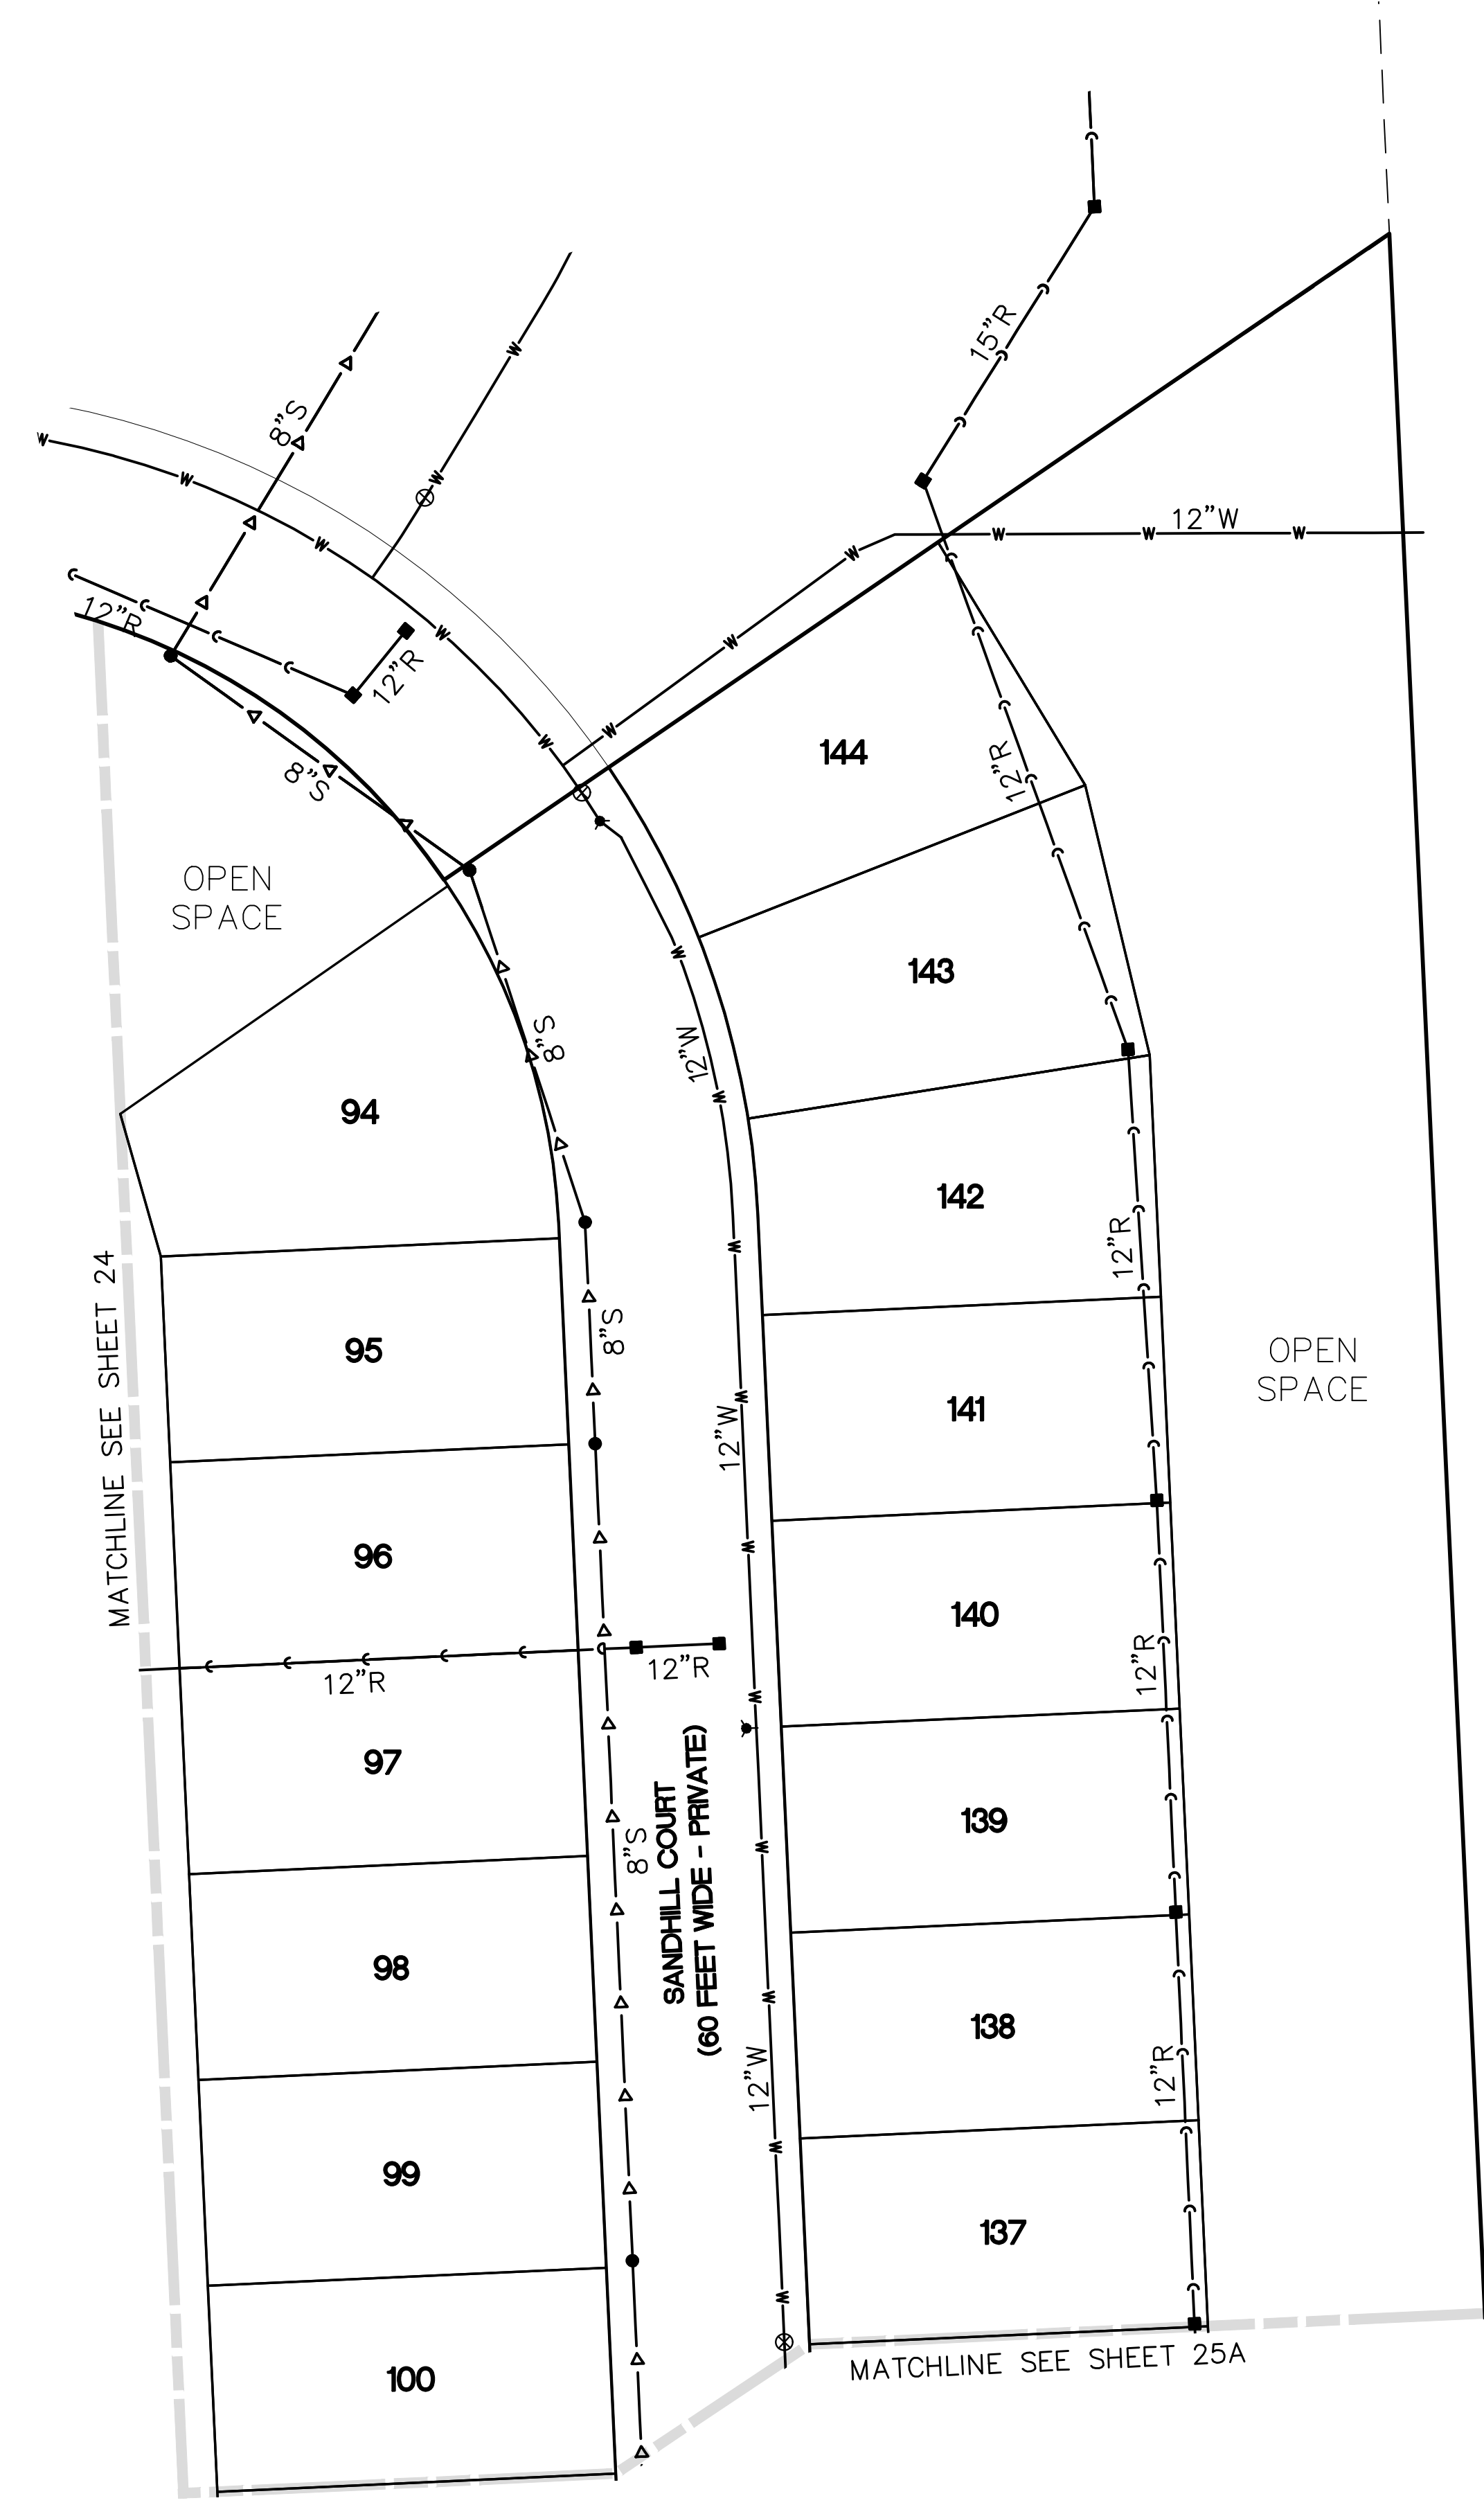 15”R
8”S
12”W
12”R
12”R
144
12”R
8”S
OPEN
SPACE
143
12”W
8”S
94
142
12”R
MATCHLINE SEE SHEET 24
95
8”S
OPEN
SPACE
141
12”W
96
140
12”R
12”R
12”R
97
SANDHILL COURT
(60 FEET WIDE - PRIVATE)
8”S
139
98
138
12”W
12”R
99
137
MATCHLINE SEE SHEET 25A
100